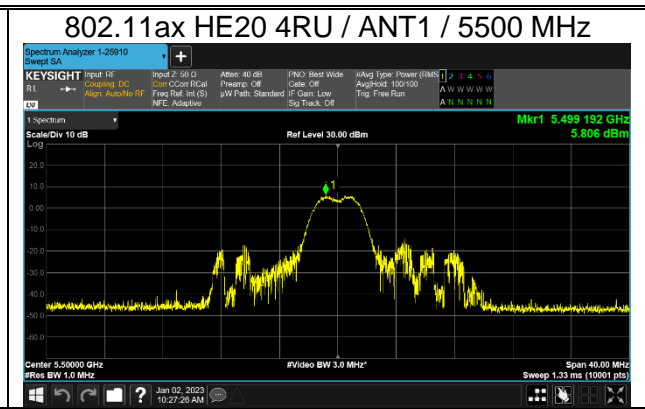 802.11ax HE20 4RU / ANT1 / 5500 MHz
Spectrum Analyzer 1-25910
Swept SA
+
KEYSIGHT Input: RF Input Z: 50 Ω Atten: 40 dB PNO: Best Wide #Avg Type: Power (RMS 1 2 3 4 5 6
RL Coupling: DC Corr CCorr RCal Preamp: Off Gate: Off Avg|Hold: 100/100 A W W W W W
Align: Auto/No RF Freq Ref: Int (S) µW Path: Standard IF Gain: Low Trig: Free Run
LXI NFE: Adaptive Sig Track: Off A N N N N N
1 Spectrum Mkr1 5.499 192 GHz
Scale/Div 10 dB Ref Level 30.00 dBm 5.806 dBm
Log
20.0
10.0
1
0.00
-10.0
-20.0
-30.0
-40.0
-50.0
-60.0
Center 5.50000 GHz #Video BW 3.0 MHz* Span 40.00 MHz
#Res BW 1.0 MHz Sweep 1.33 ms (10001 pts)
? Jan 02, 2023
10:27:26 AM